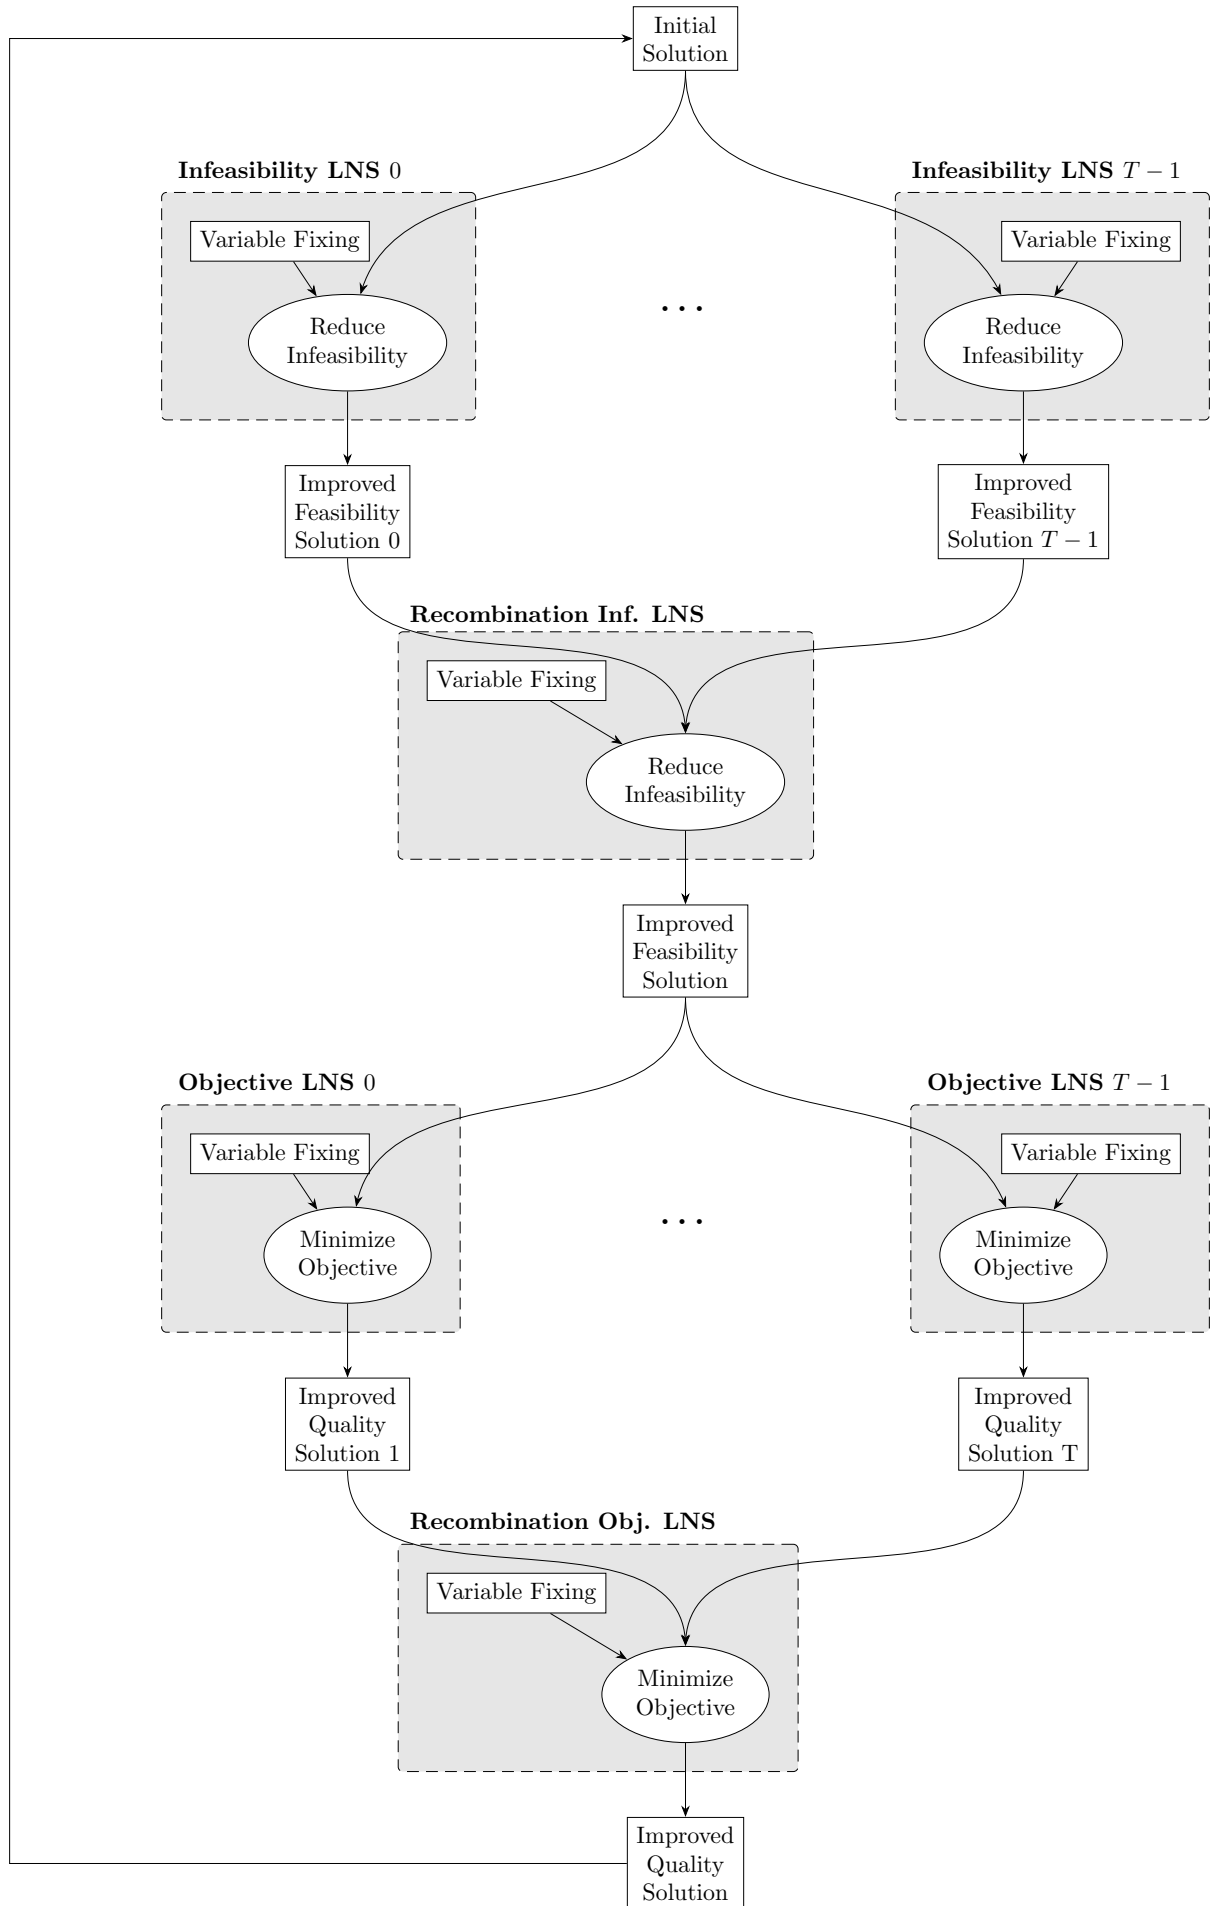 Initial
Solution
Infeasibility LNS 0
Infeasibility LNS T − 1
Variable Fixing
Variable Fixing
Reduce
Infeasibility
. . .
Reduce
Infeasibility
Improved
Feasibility
Solution 0
Improved
Feasibility
Solution T − 1
Recombination Inf. LNS
Variable Fixing
Reduce
Infeasibility
Improved
Feasibility
Solution
Objective LNS 0
Objective LNS T − 1
Variable Fixing
Variable Fixing
Minimize
Objective
. . .
Minimize
Objective
Improved
Quality
Solution 1
Improved
Quality
Solution T
Recombination Obj. LNS
Variable Fixing
Minimize
Objective
Improved
Quality
Solution